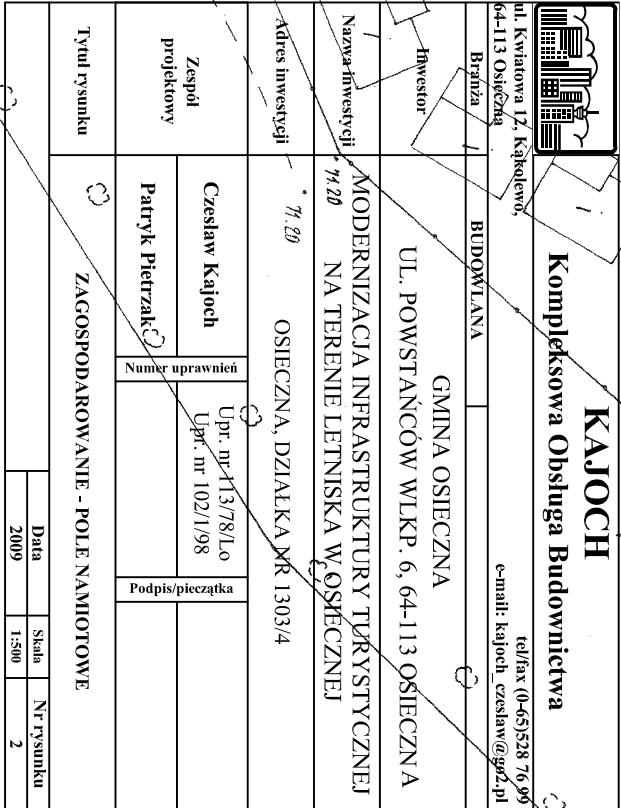 KAJOCH
Kompleksowa Obsługa Budownictwa
ul. Kwiatowa 12, Kąkolewo,
64-113 Osieczna
tel/fax (0-65)528 76 99
e-mail: kajoch_czeslaw@go2.pl
Branża
BUDOWLANA
Inwestor
GMINA OSIECZNA
UL. POWSTAŃCÓW WLKP. 6, 64-113 OSIECZNA
Nazwa inwestycji
MODERNIZACJA INFRASTRUKTURY TURYSTYCZNEJ
NA TERENIE LETNISKA W OSIECZNEJ
71.20
Adres inwestycji
OSIECZNA, DZIAŁKA NR 1303/4
71.20
Zespół
projektowy
Czesław Kajoch
Patryk Pietrzak
Numer uprawnień
Upr. nr 113/78/Lo
Upr. nr 102/1/98
Podpis/pieczątka
Tytuł rysunku
ZAGOSPODAROWANIE - POLE NAMIOTOWE
Data
Skala
Nr rysunku
2009
1:500
2